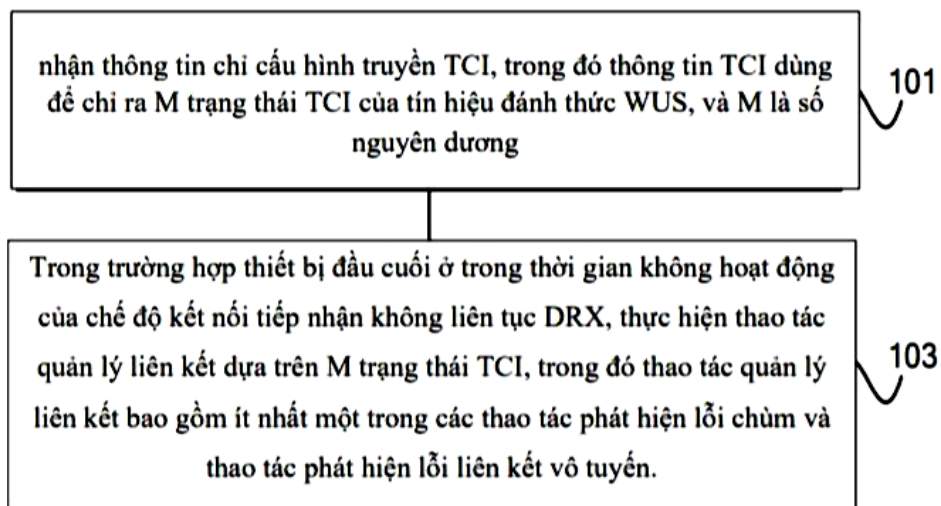 nhận thông tin chỉ cấu hình truyền TCI, trong đó thông tin TCI dùng
để chỉ ra M trạng thái TCI của tín hiệu đánh thức WUS, và M là số
nguyên dương
101
Trong trường hợp thiết bị đầu cuối ở trong thời gian không hoạt động
của chế độ kết nối tiếp nhận không liên tục DRX, thực hiện thao tác
quản lý liên kết dựa trên M trạng thái TCI, trong đó thao tác quản lý
liên kết bao gồm ít nhất một trong các thao tác phát hiện lỗi chùm và
thao tác phát hiện lỗi liên kết vô tuyến.
103